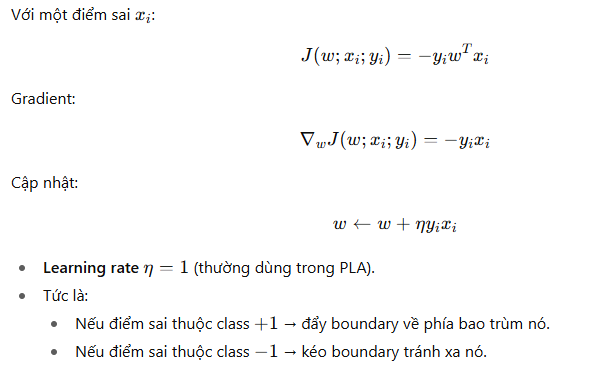 Với một điểm sai $x_i$:
$$J(w; x_i; y_i) = -y_i w^T x_i$$
Gradient:
$$\nabla_w J(w; x_i; y_i) = -y_i x_i$$
Cập nhật:
$$w \leftarrow w + \eta y_i x_i$$
• Learning rate $\eta = 1$ (thường dùng trong PLA).
• Tức là:
• Nếu điểm sai thuộc class $+1$ → đẩy boundary về phía bao trùm nó.
• Nếu điểm sai thuộc class $-1$ → kéo boundary tránh xa nó.